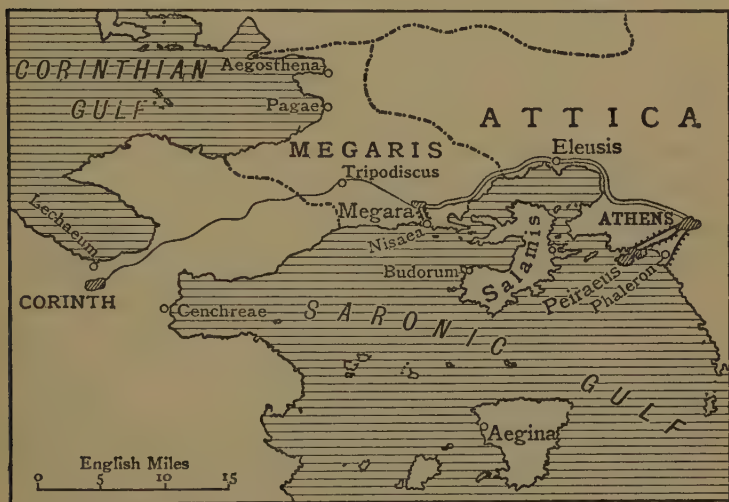 CORINTHIAN
GULF
Aegosthena
Pagae
ATTICA
Eleusis
MEGARIS
Tripodiscus
Megara
Nisaea
ATHENS
Lechaeum
Salamis
Budorum
Peiraeus
Phaleron
CORINTH
Cenchreae
SARONIC
GULF
Aegina
English Miles
0 5 10 15